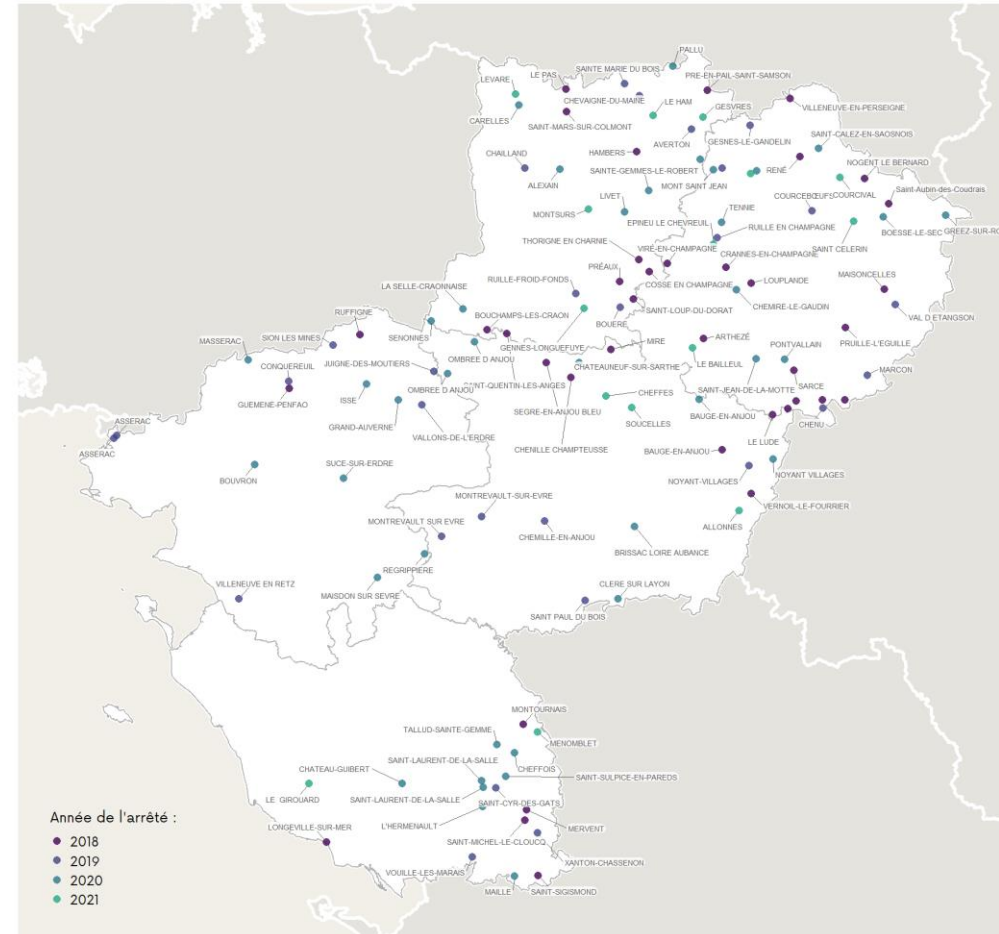 PALLU
LE PAS
SAINTE MARIE DU BOIS
PRE-EN-PAIL-SAINT-SAMSON
LEVARE
CHEVAIGNE-DU-MAINE
LE HAM
GESVRES
VILLENEUVE-EN-PERSEIGNE
CARELLES
SAINT-MARS-SUR-COLMONT
AVERTON
GESNES-LE-GANDELIN
SAINT-CALEZ-EN-SAOSNOIS
CHAILLAND
HAMBERS
NOGENT LE BERNARD
SAINTE-GEMMES-LE-ROBERT
RENÉ
ALEXAIN
MONT SAINT JEAN
Saint-Aubin-des-Coudrais
LIVET
COURCEBŒUFS
COURCIVAL
MONTSURS
TENNIE
EPINEU LE CHEVREUIL
RUILLE EN CHAMPAGNE
BOESSE-LE-SEC
GREEZ-SUR-RO
THORIGNE EN CHARNIE
VIRÉ-EN-CHAMPAGNE
SAINT CELERIN
CRANNES-EN-CHAMPAGNE
PRÉAUX
RUILLE-FROID-FONDS
COSSE EN CHAMPAGNE
LOUPLANDE
MAISONCELLES
LA SELLE-CRAONNAISE
CHEMIRE-LE-GAUDIN
SAINT-LOUP-DU-DORAT
VAL D ETANGSON
RUFFIGNE
BOUCHAMPS-LES-CRAON
BOUERE
SION LES MINES
SENONNES
GENNES-LONGUEFUYE
MIRE
ARTHEZÉ
PRUILLE-L'EGUILLE
MASSERAC
OMBREE D ANJOU
PONTVALLAIN
CONQUEREUIL
JUIGNE-DES-MOUTIERS
CHATEAUNEUF-SUR-SARTHE
LE BAILLEUL
MARCON
OMBREE D ANJOU
SAINT-QUENTIN-LES-ANGES
SAINT-JEAN-DE-LA-MOTTE
SARCE
GUEMENE-PENFAO
ISSE
CHEFFES
SEGRE-EN-ANJOU BLEU
BAUGE-EN-ANJOU
ASSERAC
GRAND-AUVERNE
SOUCELLES
CHENU
VALLONS-DE-L'ERDRE
LE LUDE
ASSERAC
CHENILLE CHAMPTEUSSE
BAUGE-EN-ANJOU
SUCE-SUR-ERDRE
BOUVRON
NOYANT-VILLAGES
NOYANT VILLAGES
MONTREVAULT-SUR-EVRE
VERNOIL-LE-FOURRIER
MONTREVAULT SUR EVRE
ALLONNES
CHEMILLE-EN-ANJOU
BRISSAC LOIRE AUBANCE
REGRIPPIERE
VILLENEUVE EN RETZ
CLERE SUR LAYON
MAISDON SUR SEVRE
SAINT PAUL DU BOIS
MONTOURNAIS
TALLUD-SAINTE-GEMME
MENOMBLET
SAINT-LAURENT-DE-LA-SALLE
CHATEAU-GUIBERT
CHEFFOIS
SAINT-SULPICE-EN-PAREDS
LE GIROUARD
SAINT-LAURENT-DE-LA-SALLE
SAINT-CYR-DES-GATS
L'HERMENAULT
MERVENT
LONGEVILLE-SUR-MER
SAINT-MICHEL-LE-CLOUCQ
XANTON-CHASSENON
VOUILLE-LES-MARAIS
MAILLE
SAINT-SIGISMOND
Année de l'arrêté :
2018
2019
2020
2021